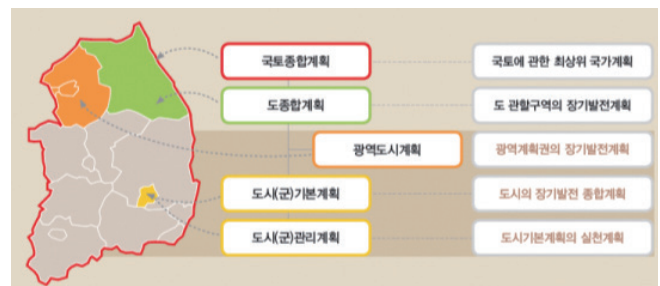 국토종합계획 국토에 관한 최상위 국가계획
도종합계획 도 관할구역의 장기발전계획
광역도시계획 광역계획권의 장기발전계획
도시(군)기본계획 도시의 장기발전 종합계획
도시(군)관리계획 도시기본계획의 실천계획